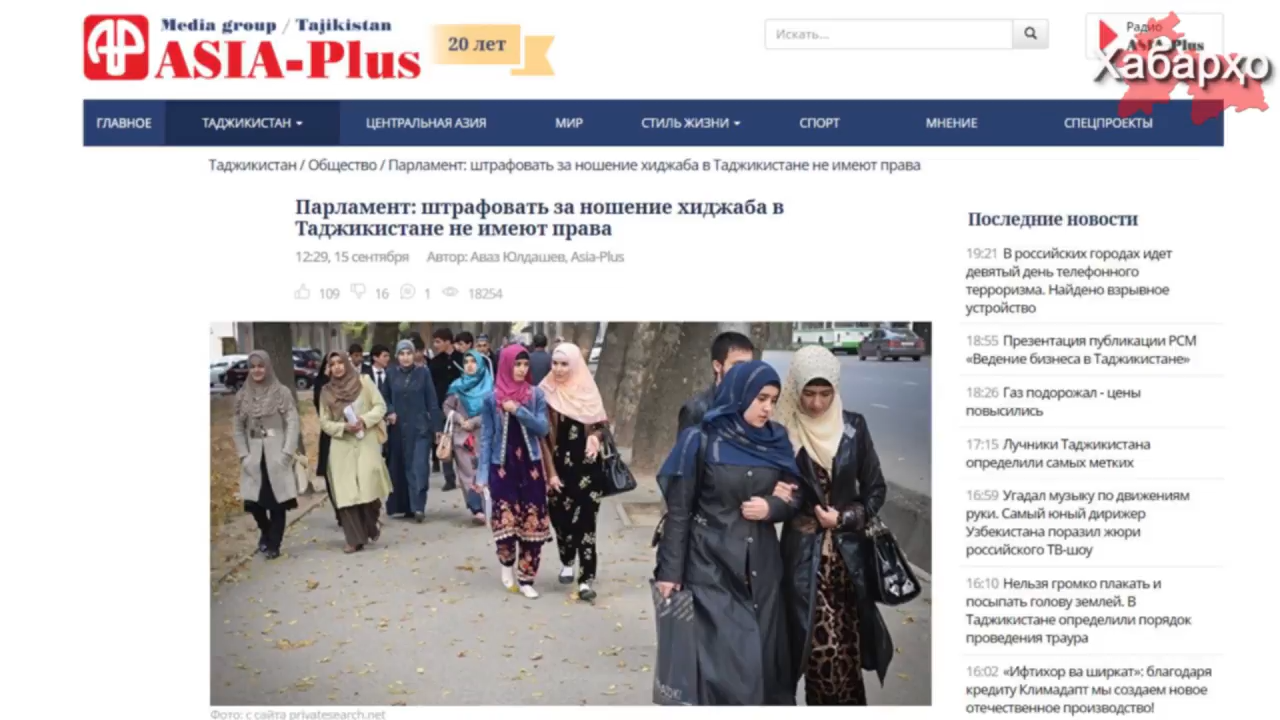 Media group / Tajikistan
ASIA-Plus
20 лет
Искать...
Радио
ASIA-Plus
Хабарҳо
ГЛАВНОЕ
ТАДЖИКИСТАН
ЦЕНТРАЛЬНАЯ АЗИЯ
МИР
СТИЛЬ ЖИЗНИ
СПОРТ
МНЕНИЕ
СПЕЦПРОЕКТЫ
Таджикистан / Общество / Парламент: штрафовать за ношение хиджаба в Таджикистане не имеют права
Парламент: штрафовать за ношение хиджаба в
Таджикистане не имеют права
12:29, 15 сентября Автор: Аваз Юлдашев, Asia-Plus
109 16 1 18254
Фото: с сайта privatesearch.net
Последние новости
19:21 В российских городах идет
девятый день телефонного
терроризма. Найдено взрывное
устройство
18:55 Презентация публикации РСМ
«Ведение бизнеса в Таджикистане»
18:26 Газ подорожал - цены
повысились
17:15 Лучники Таджикистана
определили самых метких
16:59 Угадал музыку по движениям
руки. Самый юный дирижер
Узбекистана поразил жюри
российского ТВ-шоу
16:10 Нельзя громко плакать и
посыпать голову землей. В
Таджикистане определили порядок
проведения траура
16:02 «Ифтихор ва ширкат»: благодаря
кредиту Климадапт мы создаем новое
отечественное производство!